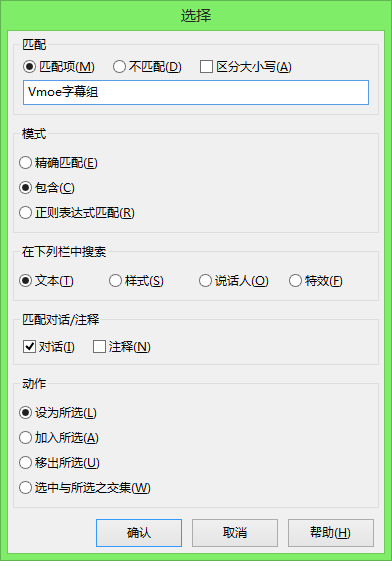 选择
匹配
匹配项(M) 不匹配(D) 区分大小写(A)
Vmoe字幕组
模式
精确匹配(E)
包含(C)
正则表达式匹配(R)
在下列栏中搜索
文本(T) 样式(S) 说话人(O) 特效(F)
匹配对话/注释
对话(I) 注释(N)
动作
设为所选(L)
加入所选(A)
移出所选(U)
选中与所选之交集(W)
确认 取消 帮助(H)